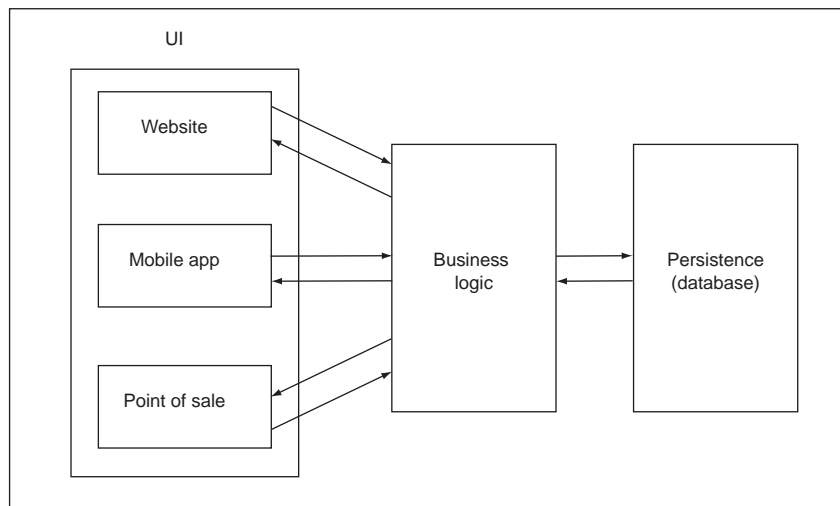 UI
Website
Mobile app
Point of sale
Business
logic
Persistence
(database)